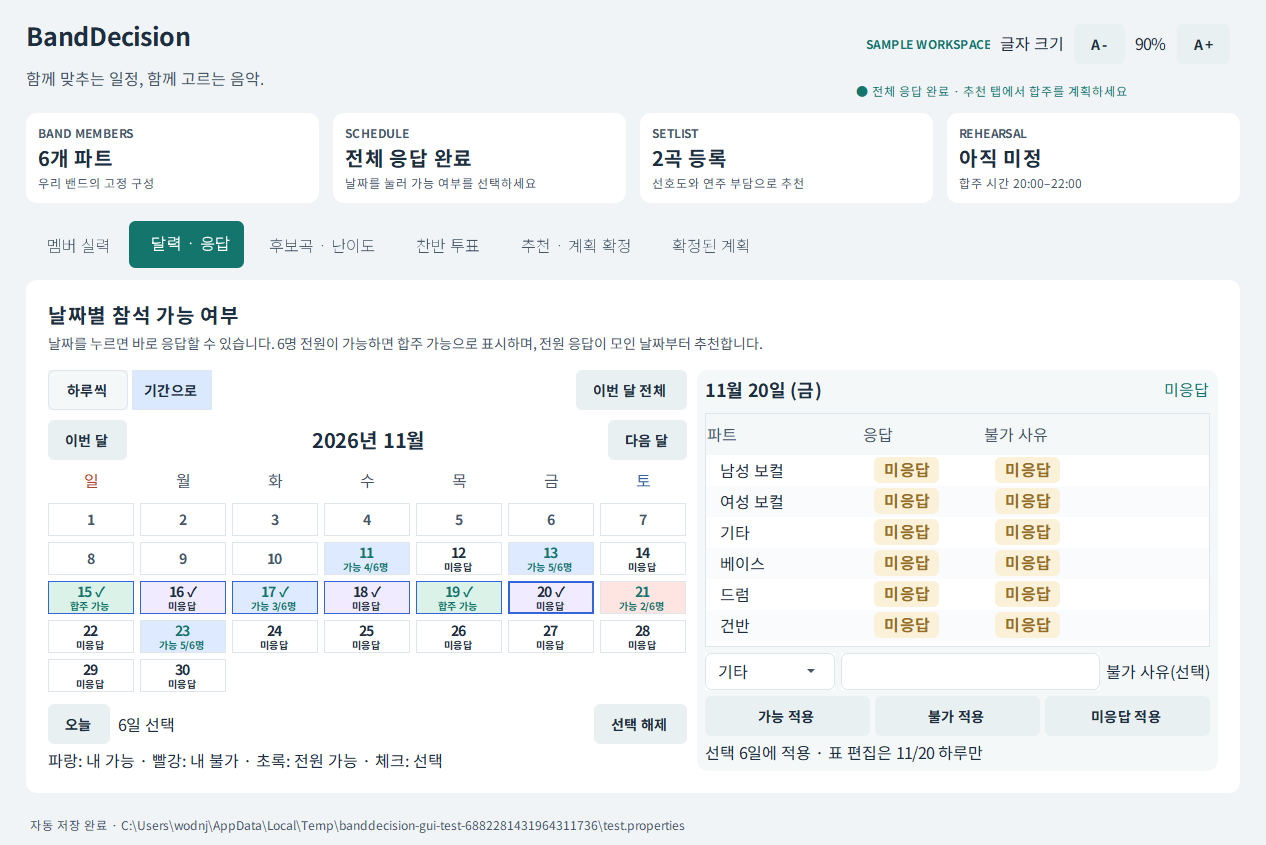 BandDecision
SAMPLE WORKSPACE 글자 크기 A- 90% A+
함께 맞추는 일정, 함께 고르는 음악.
● 전체 응답 완료 · 추천 탭에서 합주를 계획하세요
BAND MEMBERS
6개 파트
우리 밴드의 고정 구성
SCHEDULE
전체 응답 완료
날짜를 눌러 가능 여부를 선택하세요
SETLIST
2곡 등록
선호도와 연주 부담으로 추천
REHEARSAL
아직 미정
합주 시간 20:00–22:00
멤버 실력 달력 · 응답 후보곡 · 난이도 찬반 투표 추천 · 계획 확정 확정된 계획
날짜별 참석 가능 여부
날짜를 누르면 바로 응답할 수 있습니다. 6명 전원이 가능하면 합주 가능으로 표시하며, 전원 응답이 모인 날짜부터 추천합니다.
하루씩 기간으로 이번 달 전체
이번 달 2026년 11월 다음 달
일 월 화 수 목 금 토
1 2 3 4 5 6 7
8 9 10 11 12 13 14
가능 4/6명 미응답 가능 5/6명 미응답
15 ✓ 16 ✓ 17 ✓ 18 ✓ 19 ✓ 20 ✓ 21
합주 가능 미응답 가능 3/6명 미응답 합주 가능 미응답 가능 2/6명
22 23 24 25 26 27 28
미응답 가능 5/6명 미응답 미응답 미응답 미응답 미응답
29 30
미응답 미응답
오늘 6일 선택 선택 해제
파랑: 내 가능 · 빨강: 내 불가 · 초록: 전원 가능 · 체크: 선택
11월 20일 (금) 미응답
파트 응답 불가 사유
남성 보컬 미응답 미응답
여성 보컬 미응답 미응답
기타 미응답 미응답
베이스 미응답 미응답
드럼 미응답 미응답
건반 미응답 미응답
기타 불가 사유(선택)
가능 적용 불가 적용 미응답 적용
선택 6일에 적용 · 표 편집은 11/20 하루만
자동 저장 완료 · C:\Users\wodnj\AppData\Local\Temp\banddecision-gui-test-6882281431964311736\test.properties